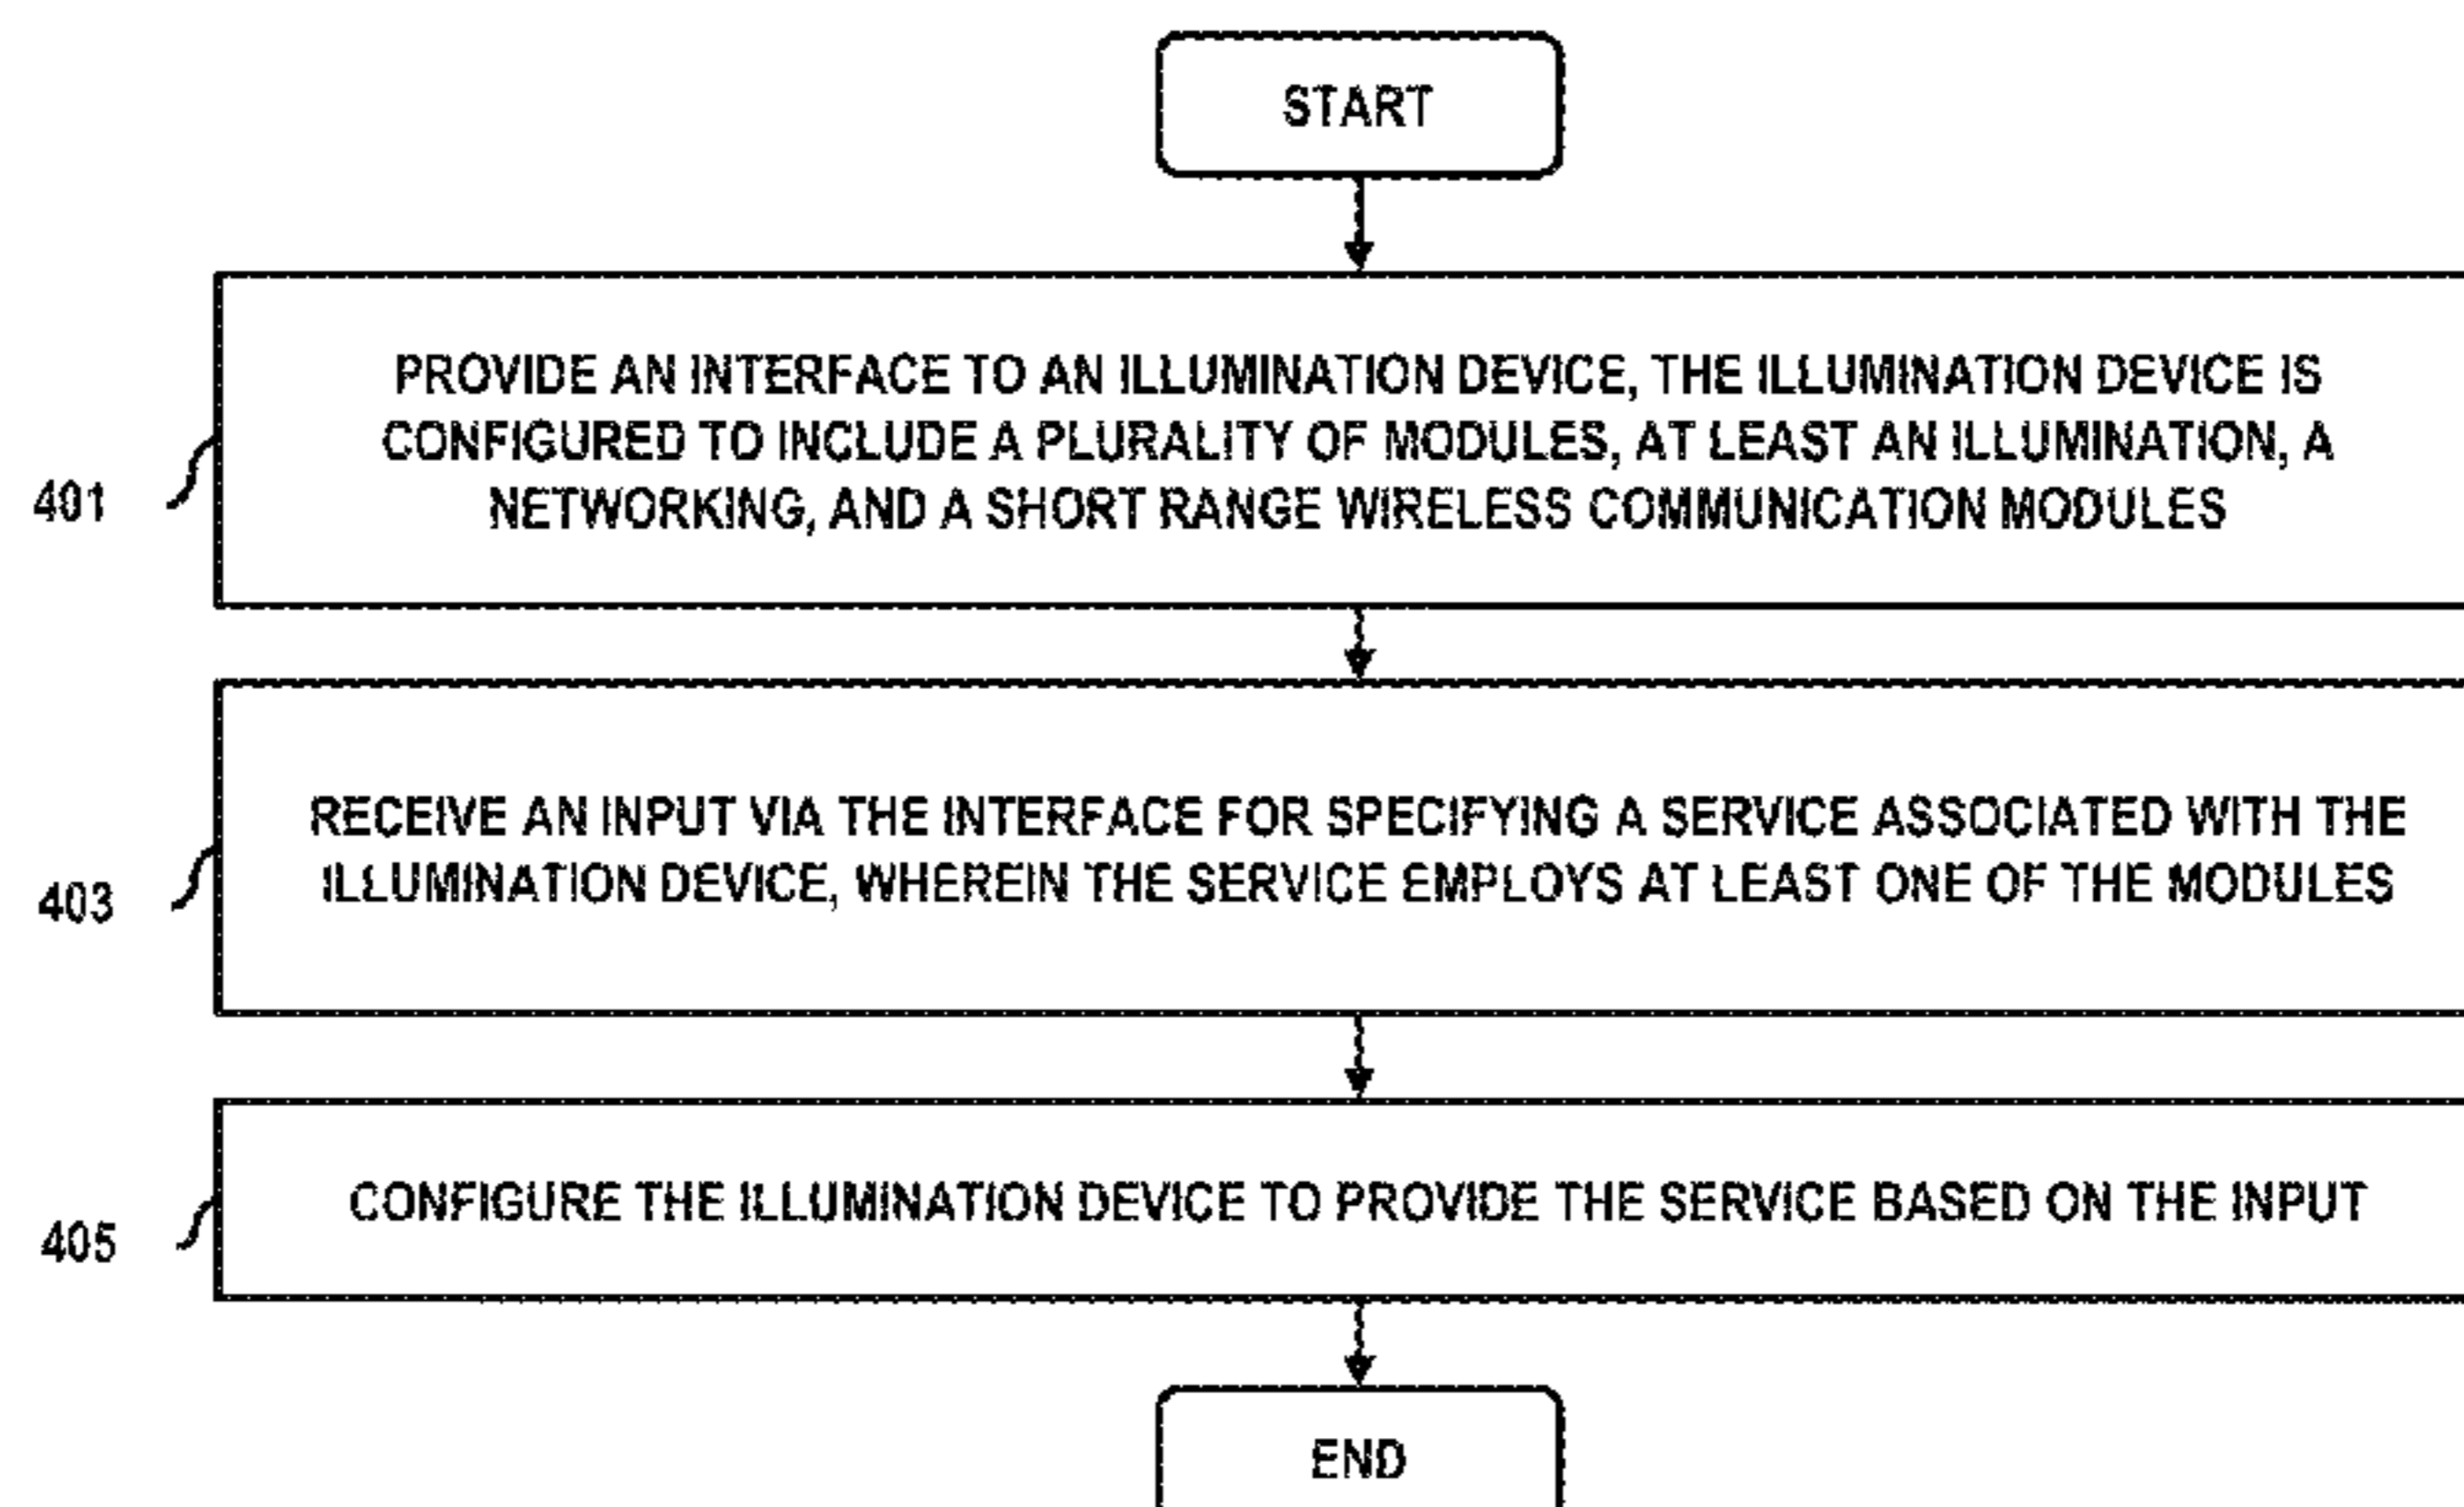 START
PROVIDE AN INTERFACE TO AN ILLUMINATION DEVICE, THE ILLUMINATION DEVICE IS
CONFIGURED TO INCLUDE A PLURALITY OF MODULES, AT LEAST AN ILLUMINATION, A
NETWORKING, AND A SHORT RANGE WIRELESS COMMUNICATION MODULES
401
RECEIVE AN INPUT VIA THE INTERFACE FOR SPECIFYING A SERVICE ASSOCIATED WITH THE
ILLUMINATION DEVICE, WHEREIN THE SERVICE EMPLOYS AT LEAST ONE OF THE MODULES
403
CONFIGURE THE ILLUMINATION DEVICE TO PROVIDE THE SERVICE BASED ON THE INPUT
405
END